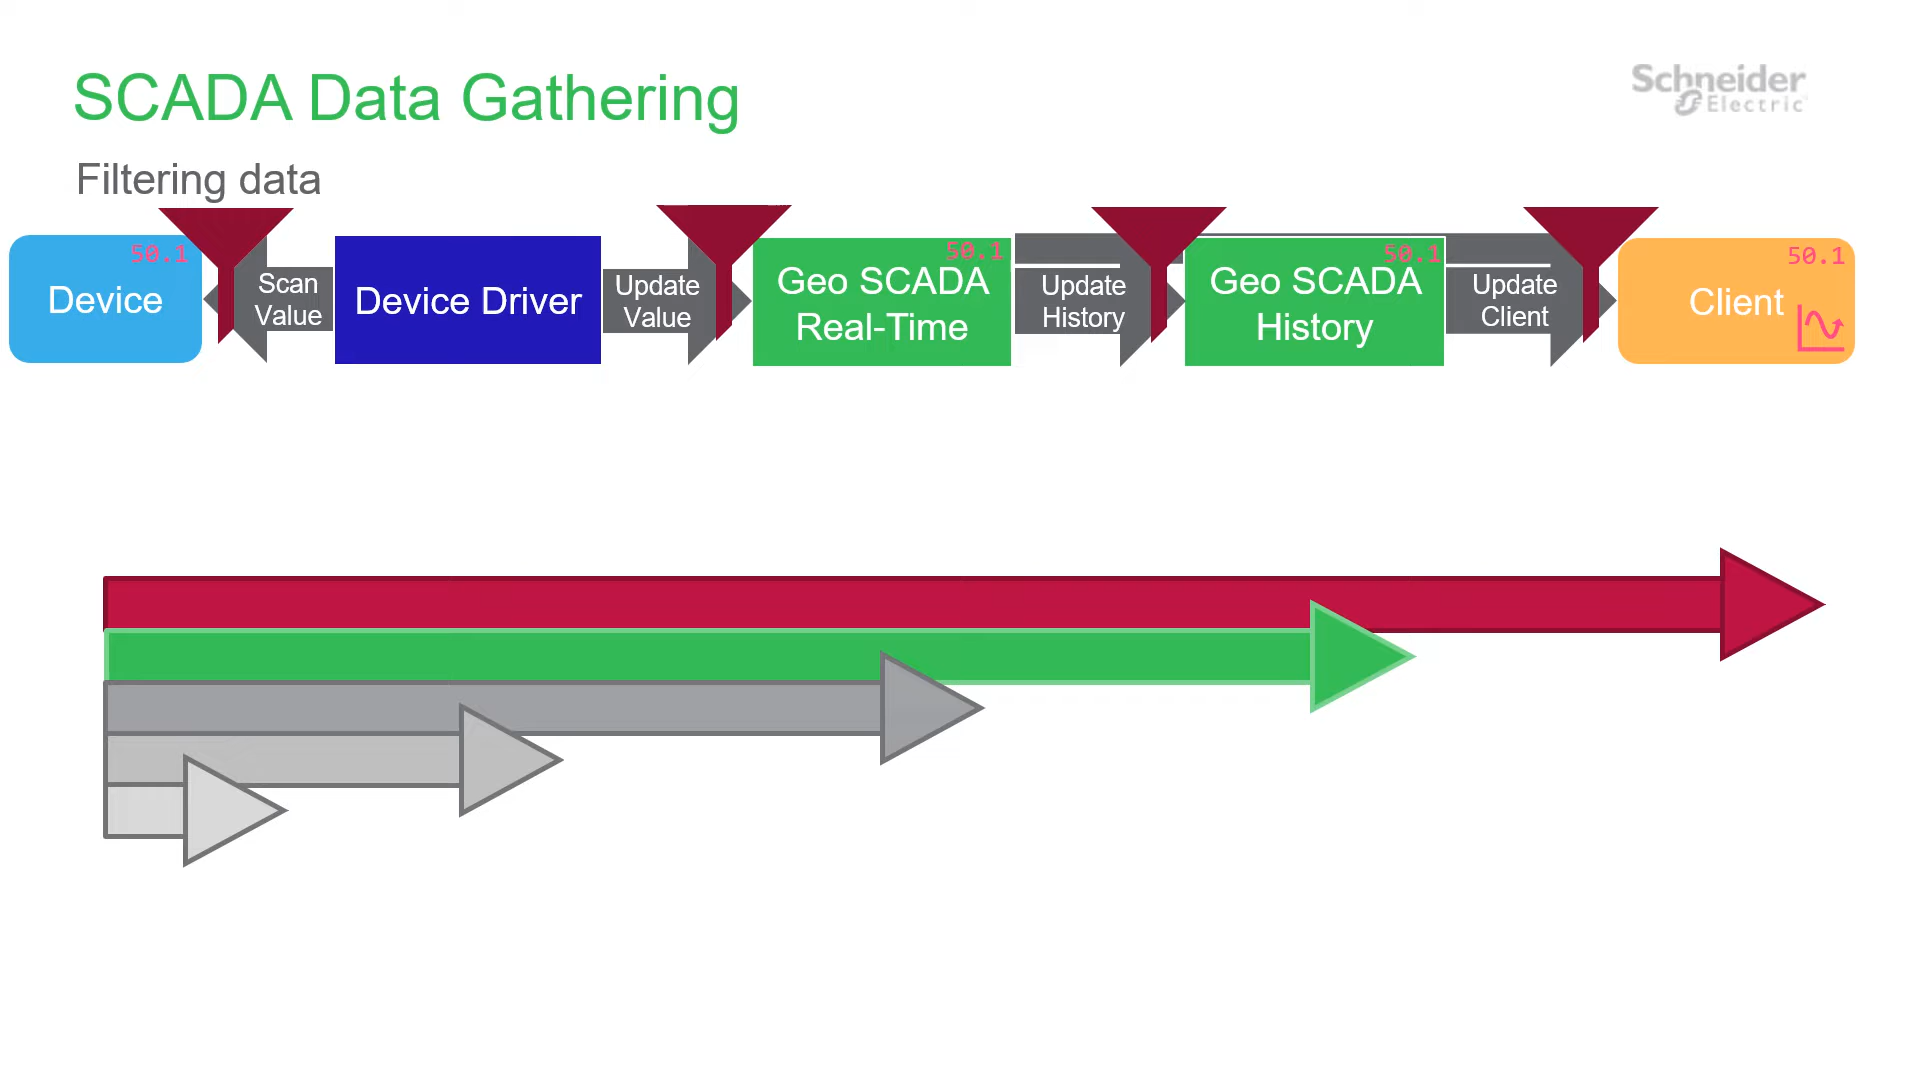 SCADA Data Gathering
Schneider
Electric
Filtering data
50.1
Device
Scan
Value
Device Driver
Update
Value
50.1
Geo SCADA
Real-Time
Update
History
50.1
Geo SCADA
History
Update
Client
50.1
Client